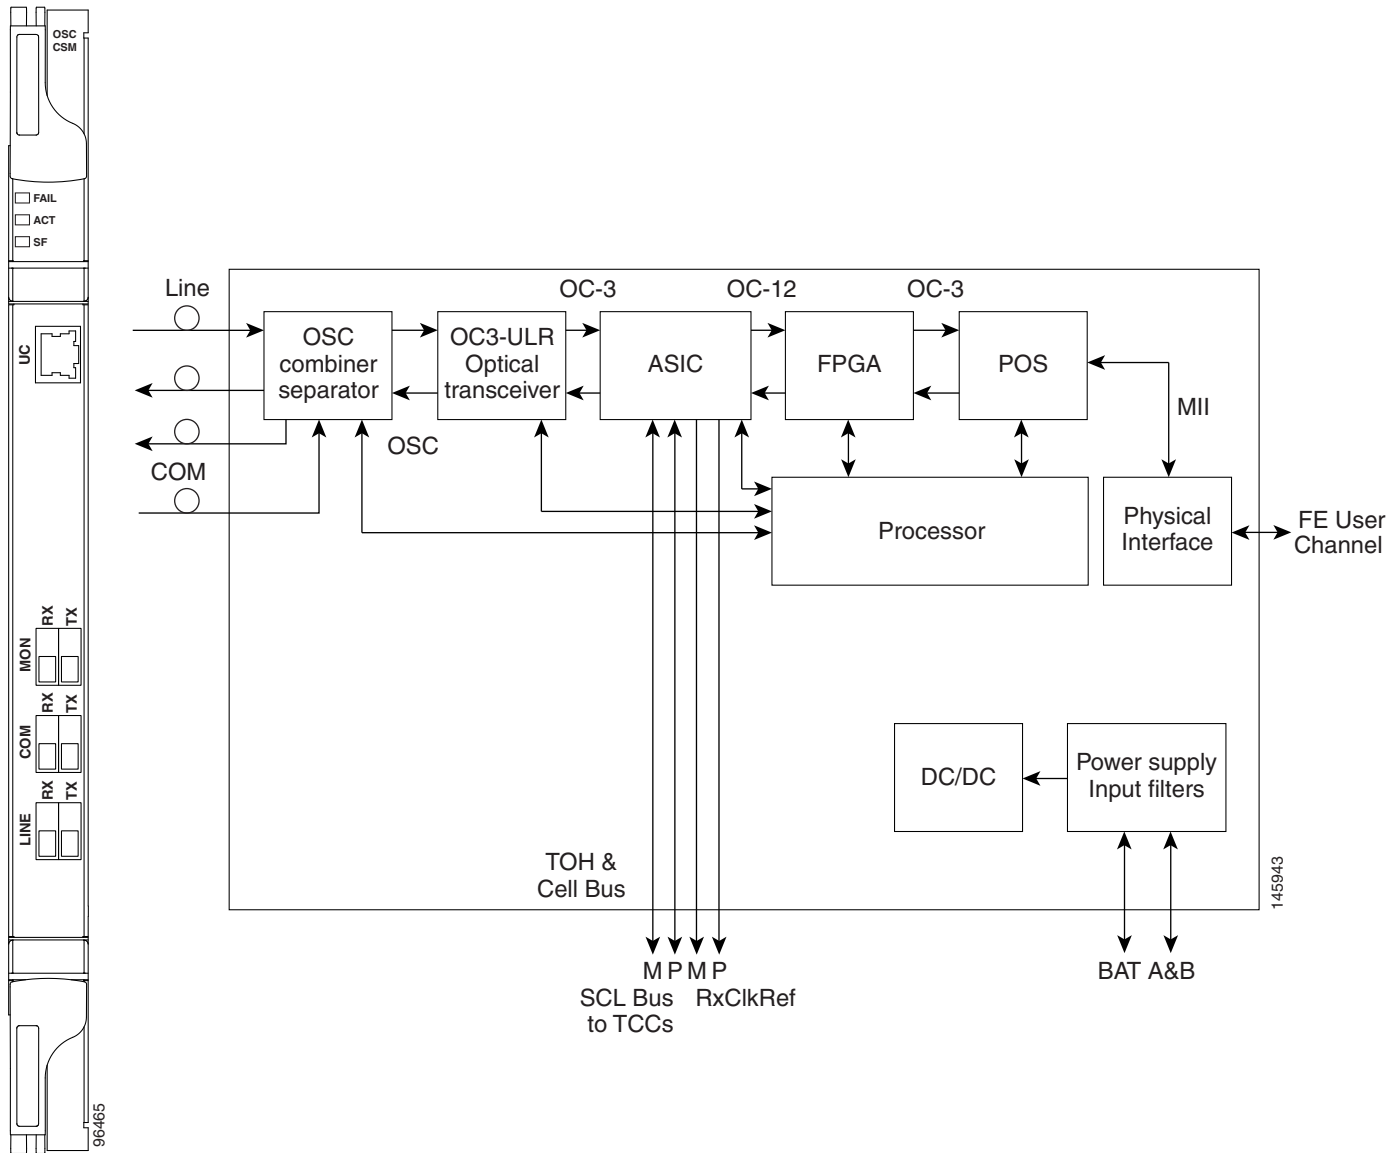 OSC
CSM
FAIL
ACT
SF
UC
RX
TX
MON
RX
TX
COM
RX
TX
LINE
96465
Line
COM
OC-3
OC-12
OC-3
OSC
combiner
separator
OC3-ULR
Optical
transceiver
ASIC
FPGA
POS
OSC
MII
Processor
Physical
Interface
FE User
Channel
DC/DC
Power supply
Input filters
TOH &
Cell Bus
M P M P
SCL Bus
to TCCs
RxClkRef
BAT A&B
145943